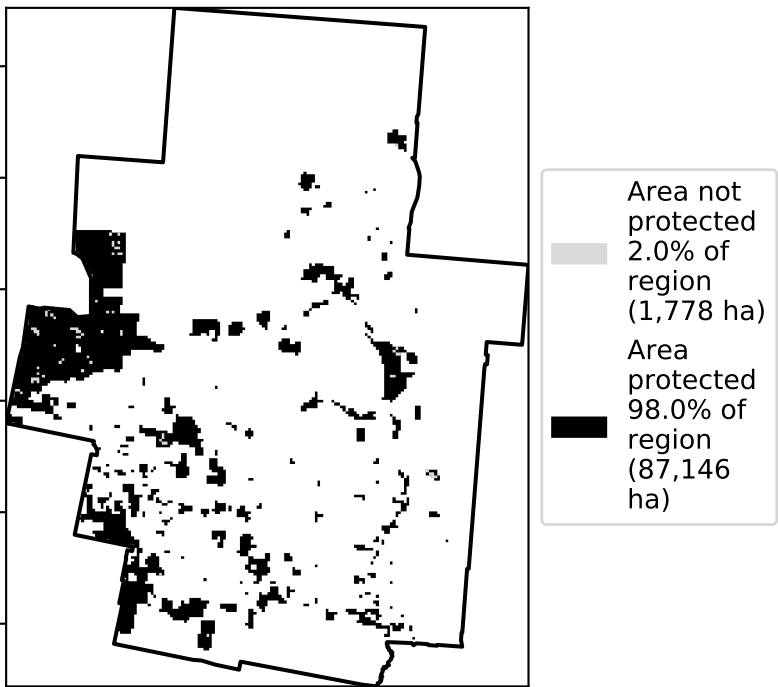 Area not
protected
2.0% of
region
(1,778 ha)
Area
protected
98.0% of
region
(87,146
ha)